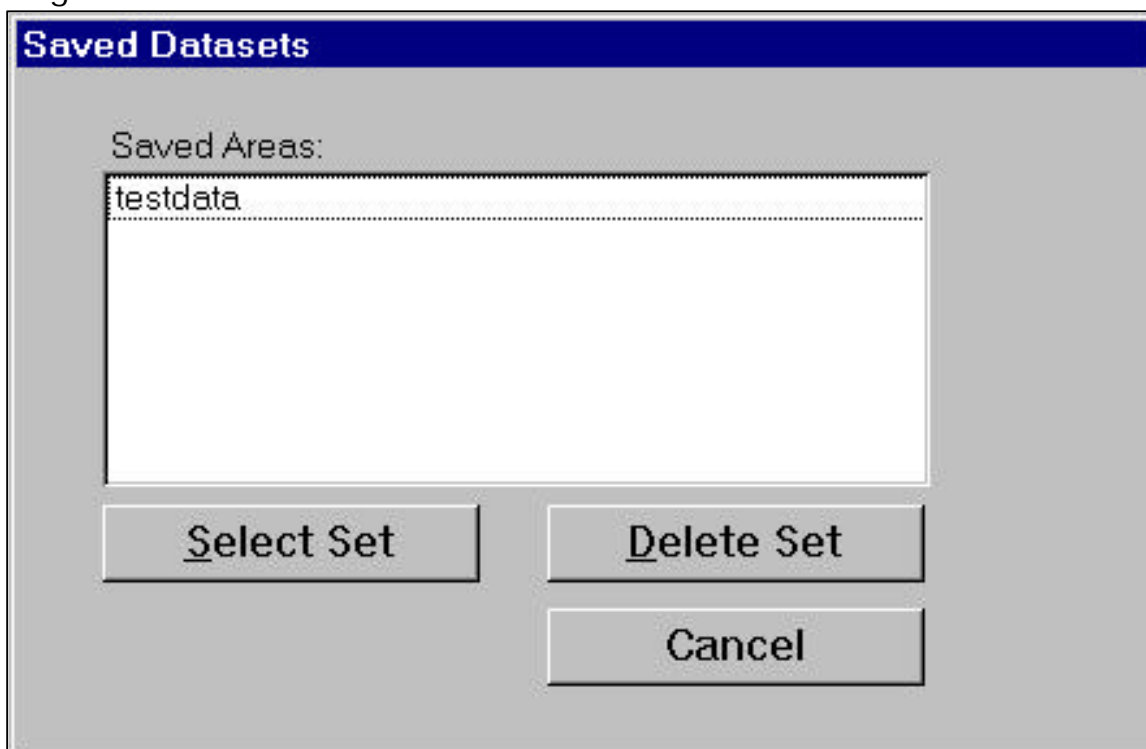 Saved Datasets
Saved Areas:
testdata
Select Set
Delete Set
Cancel